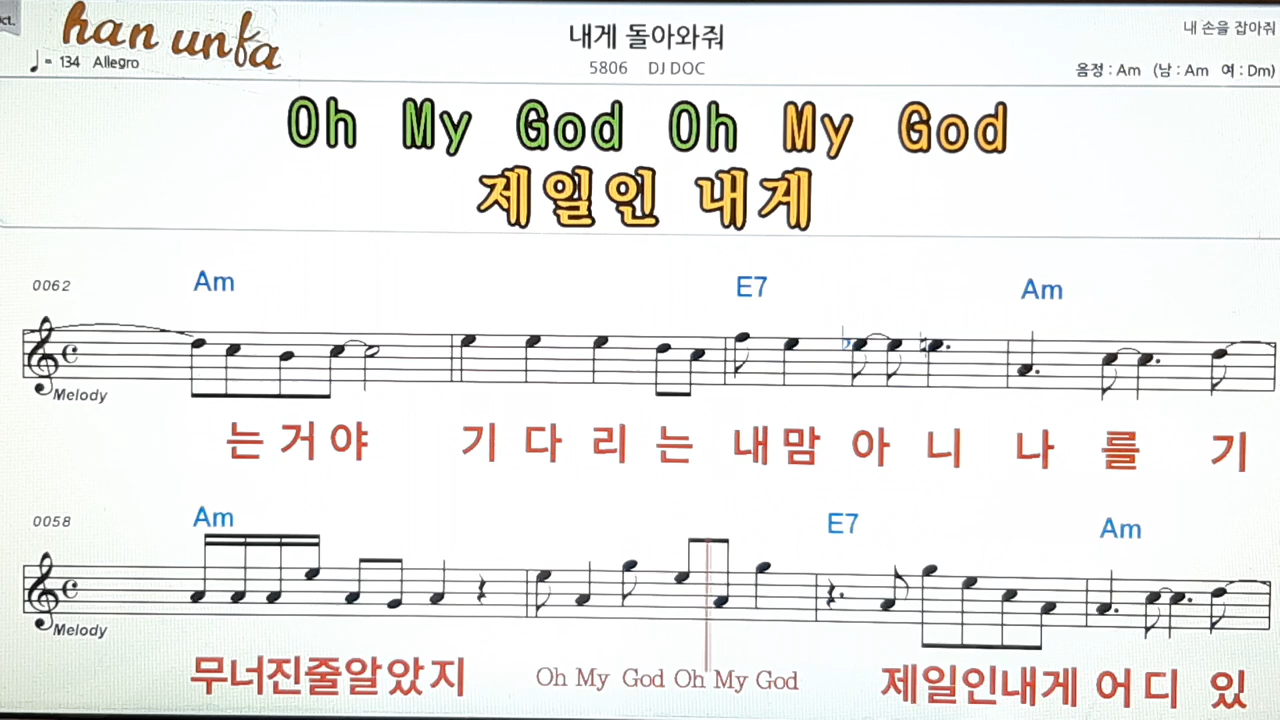 han unfa
♩= 134 Allegro
내게 돌아와줘
5806 DJ DOC
내 손을 잡아줘
음정 : Am (남 : Am 여 : Dm)
Oh My God Oh My God
제일인 내게
0062 Am E7 Am
Melody
는 거 야 기 다 리 는 내 맘 아 니 나 를 기
0058 Am E7 Am
Melody
무너진줄알았지 Oh My God Oh My God 제일인내게 어 디 있